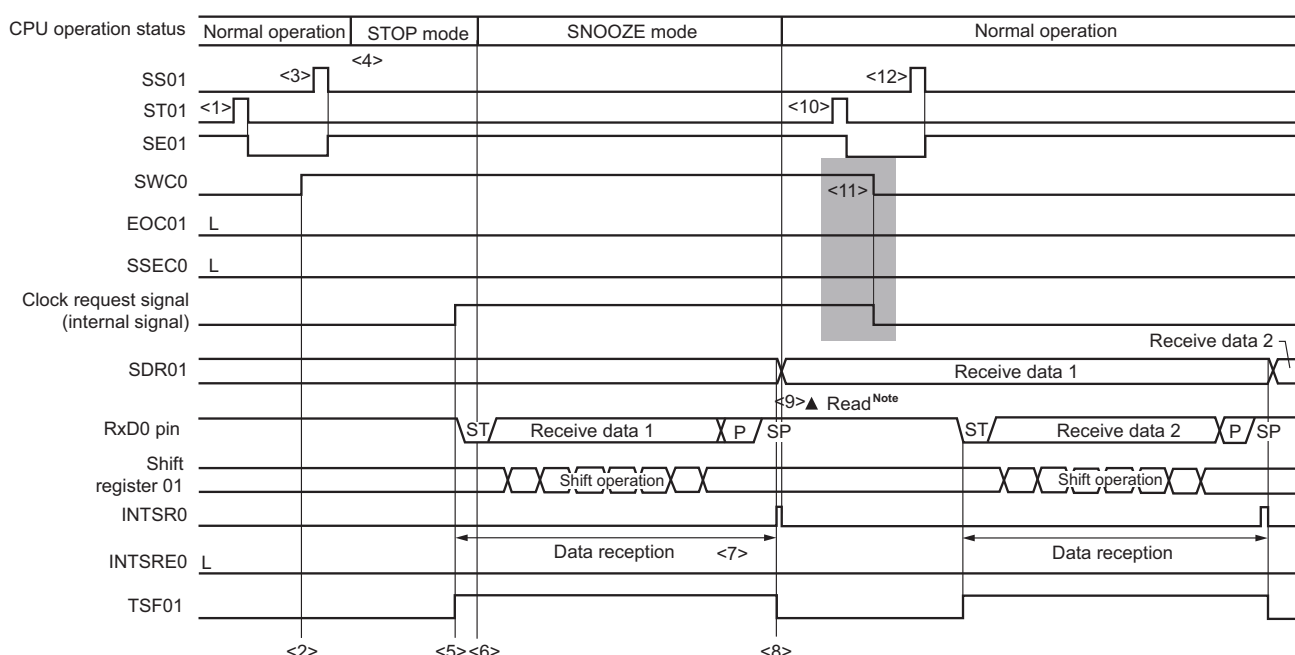 CPU operation status Normal operation STOP mode SNOOZE mode Normal operation
<4>
SS01 <3> <12>
ST01 <1> <10>
SE01
SWC0 <11>
EOC01 L
SSEC0 L
Clock request signal
(internal signal)
Receive data 2
SDR01 Receive data 1
<9>▲ Read Note
RxD0 pin ST Receive data 1 P SP ST Receive data 2 P SP
Shift
register 01 Shift operation Shift operation
INTSR0
Data reception <7> Data reception
INTSRE0 L
TSF01
<2> <5> <6> <8>